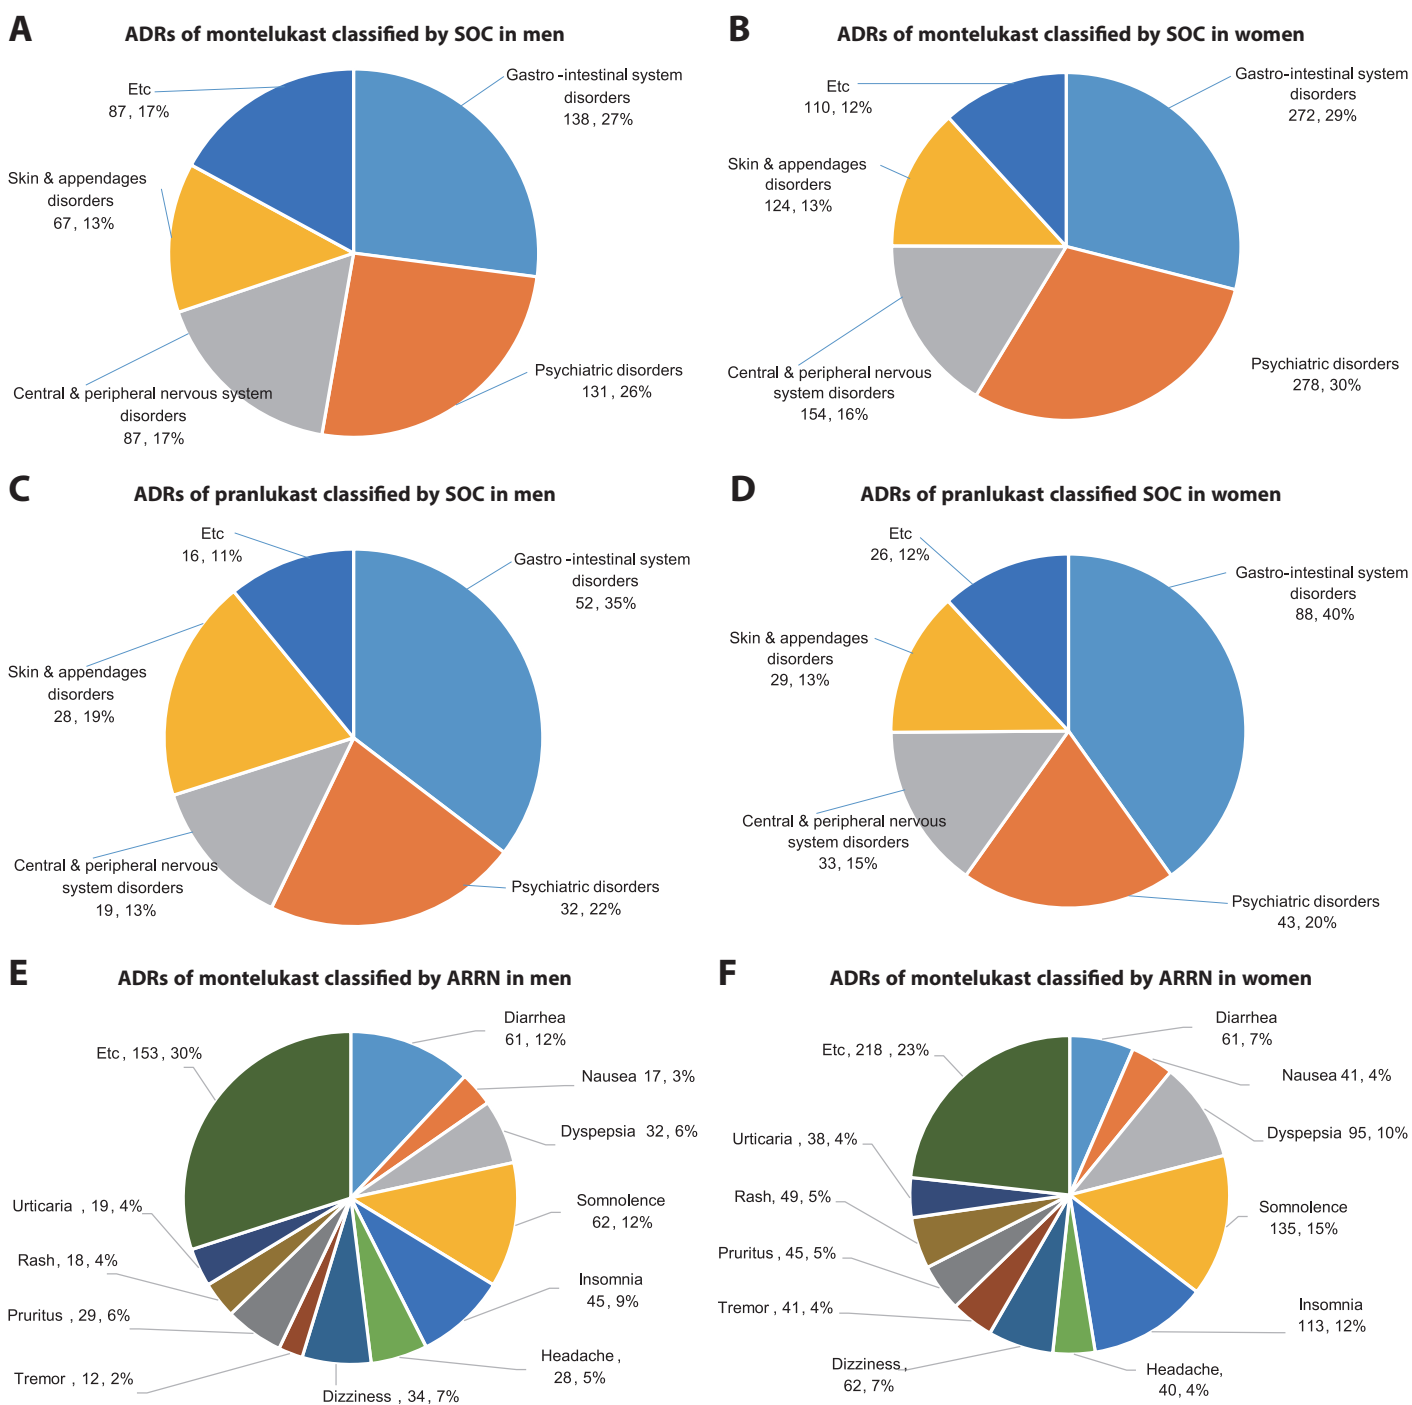 A
ADRs of montelukast classified by SOC in men
Etc
87, 17%
Gastro-intestinal system
disorders
138, 27%
Skin & appendages
disorders
67, 13%
Psychiatric disorders
131, 26%
Central & peripheral nervous system
disorders
87, 17%
B
ADRs of montelukast classified by SOC in women
Etc
110, 12%
Gastro-intestinal system
disorders
272, 29%
Skin & appendages
disorders
124, 13%
Psychiatric disorders
278, 30%
Central & peripheral nervous
system disorders
154, 16%
C
ADRs of pranlukast classified by SOC in men
Etc
16, 11%
Gastro-intestinal system
disorders
52, 35%
Skin & appendages
disorders
28, 19%
Central & peripheral nervous
system disorders
19, 13%
Psychiatric disorders
32, 22%
D
ADRs of pranlukast classified SOC in women
Etc
26, 12%
Gastro-intestinal system
disorders
88, 40%
Skin & appendages
disorders
29, 13%
Central & peripheral nervous
system disorders
33, 15%
Psychiatric disorders
43, 20%
E
ADRs of montelukast classified by ARRN in men
Diarrhea
61, 12%
Etc, 153, 30%
Nausea 17, 3%
Dyspepsia 32, 6%
Somnolence
62, 12%
Urticaria, 19, 4%
Rash, 18, 4%
Insomnia
45, 9%
Pruritus, 29, 6%
Headache,
28, 5%
Tremor, 12, 2%
Dizziness, 34, 7%
F
ADRs of montelukast classified by ARRN in women
Diarrhea
61, 7%
Etc, 218, 23%
Nausea 41, 4%
Dyspepsia 95, 10%
Urticaria, 38, 4%
Rash, 49, 5%
Somnolence
135, 15%
Pruritus, 45, 5%
Tremor, 41, 4%
Insomnia
113, 12%
Dizziness,
62, 7%
Headache,
40, 4%